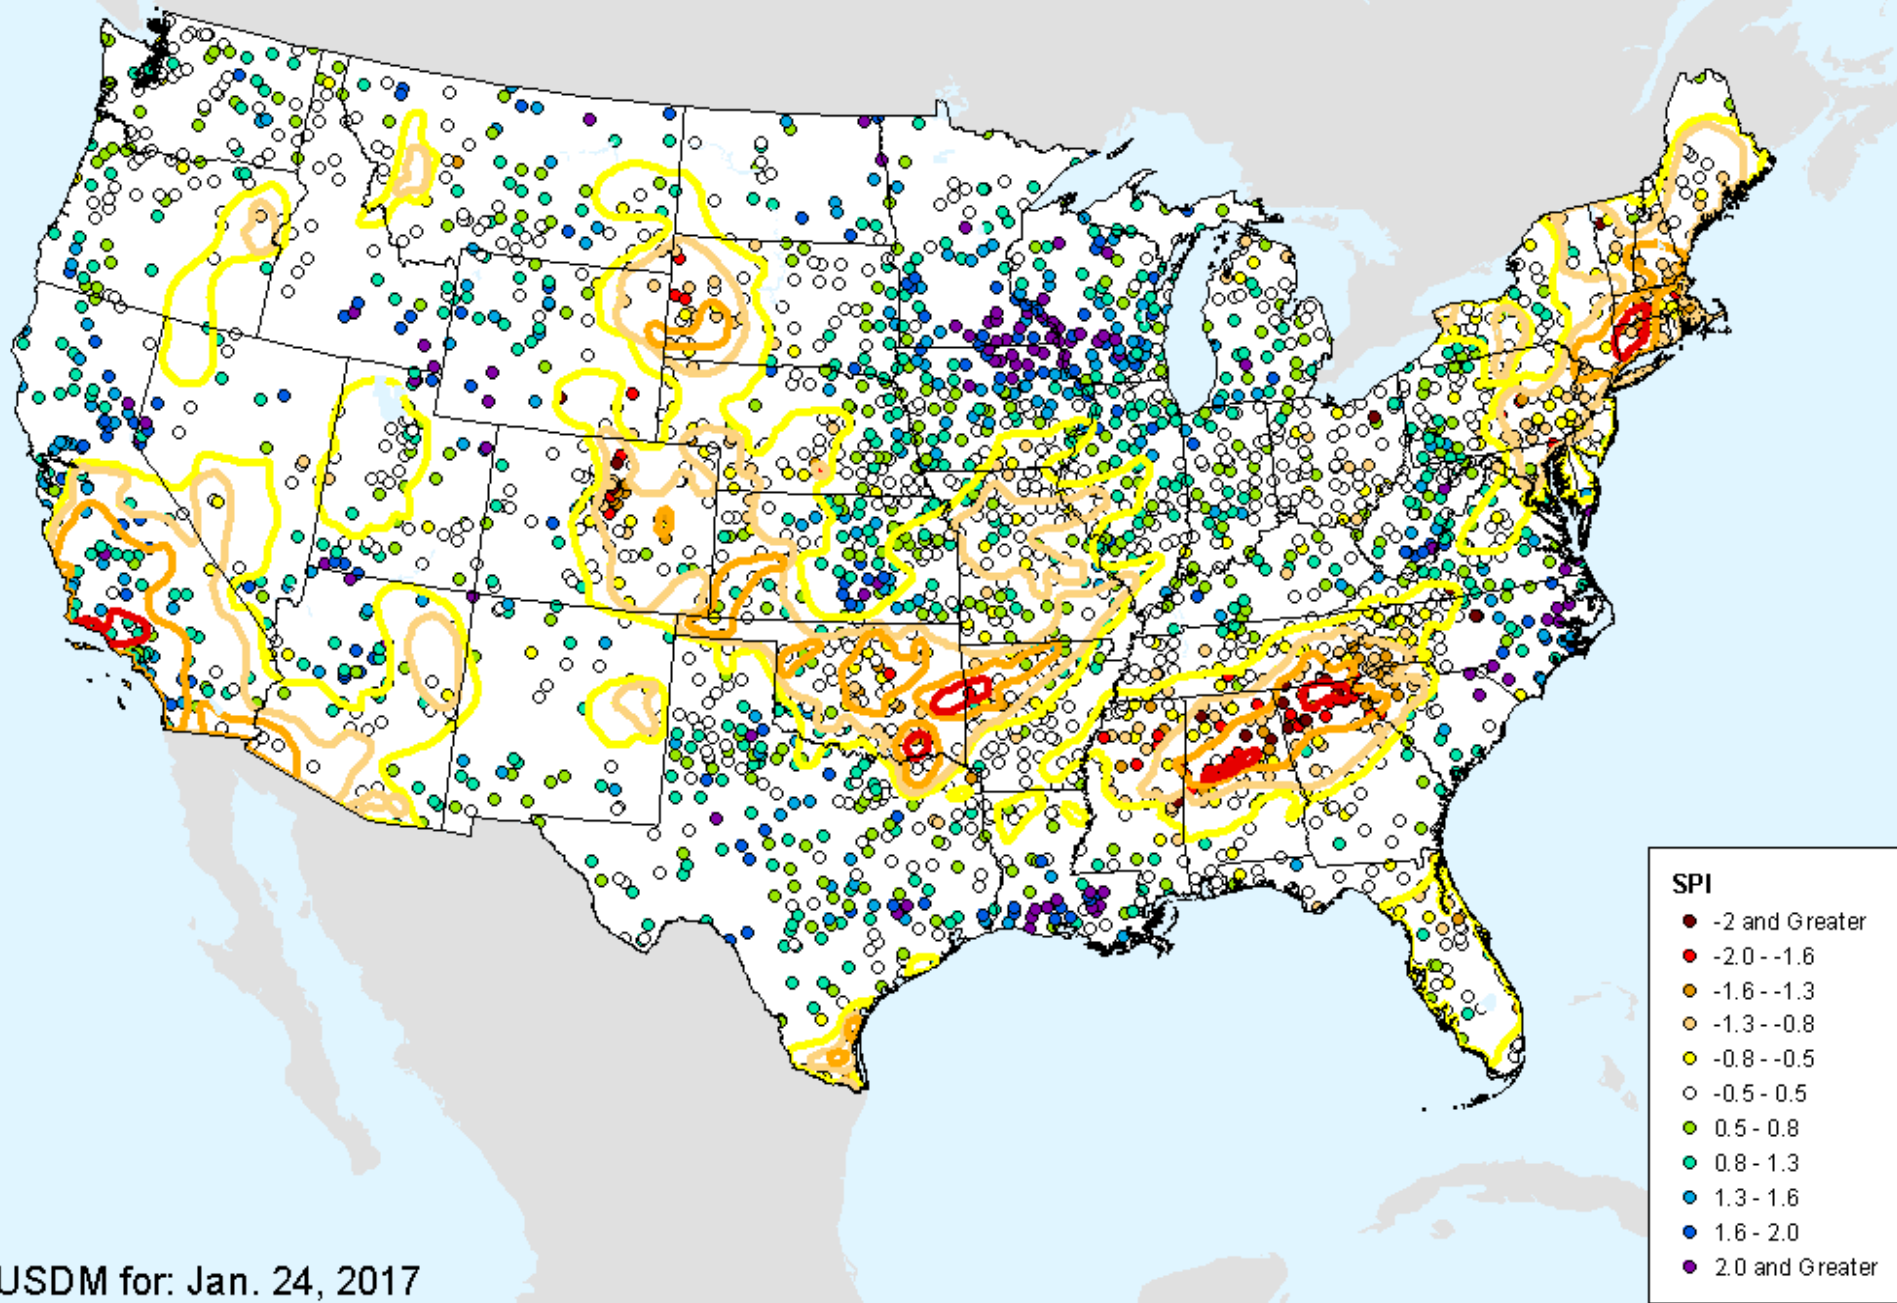 SPI
-2 and Greater
-2.0 - -1.6
-1.6 - -1.3
-1.3 - -0.8
-0.8 - -0.5
-0.5 - 0.5
0.5 - 0.8
0.8 - 1.3
1.3 - 1.6
1.6 - 2.0
2.0 and Greater
USDM for: Jan. 24, 2017